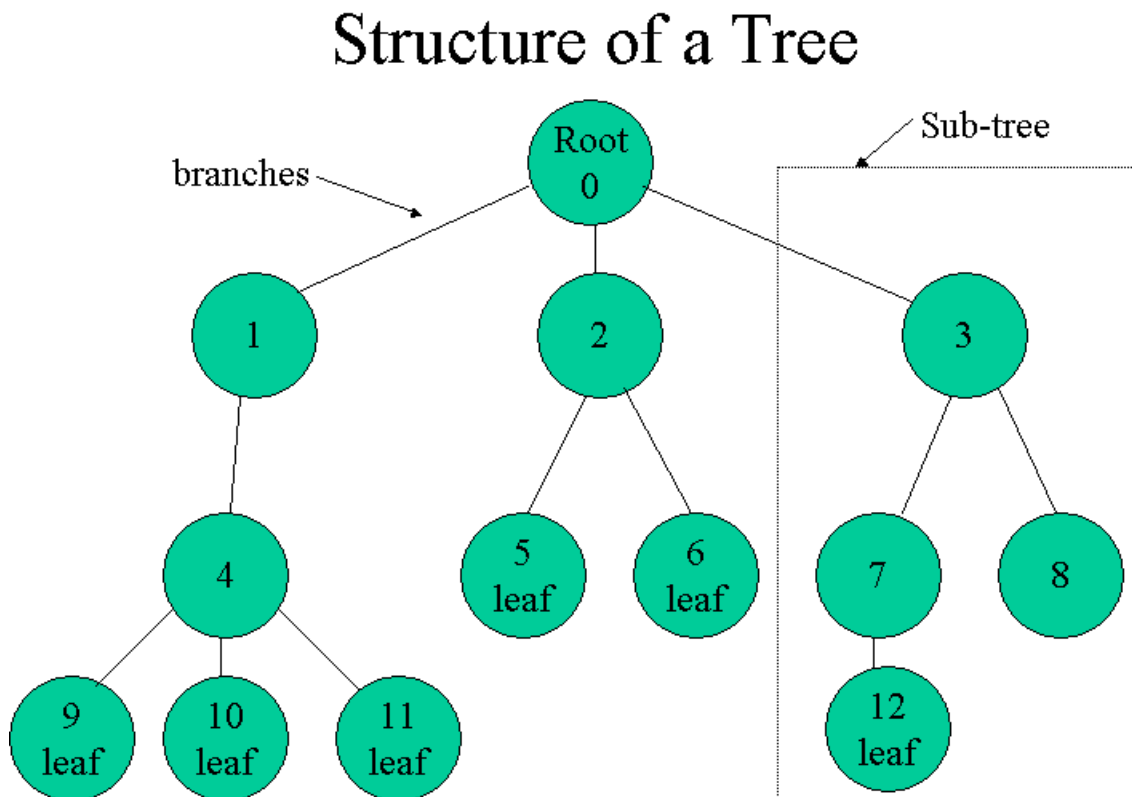 Structure of a Tree
Root
0
Sub-tree
branches
1
2
3
4
5
leaf
6
leaf
7
8
9
leaf
10
leaf
11
leaf
12
leaf